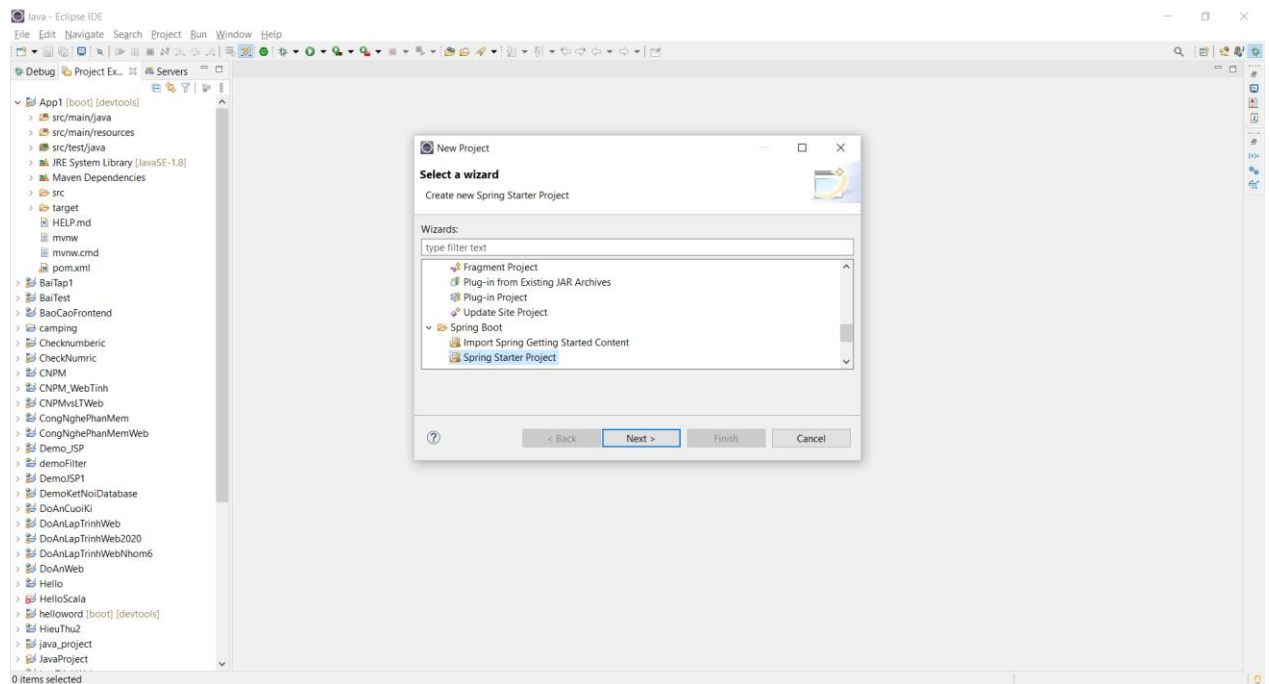 Java - Eclipse IDE
File Edit Navigate Search Project Run Window Help
Debug Project Ex... Servers
App1 [boot] [devtools]
src/main/java
src/main/resources
src/test/java
JRE System Library [JavaSE-1.8]
Maven Dependencies
src
target
HELP.md
mvnw
mvnw.cmd
pom.xml
BaiTap1
BaiTest
BaoCaoFrontend
camping
Checknumberic
CheckNumric
CNPM
CNPM_WebTinh
CNPMvsLTWeb
CongNghePhanMem
CongNghePhanMemWeb
Demo_JSP
demoFilter
DemoJSP1
DemoKetNoiDatabase
DoAnCuoiKi
DoAnLapTrinhWeb
DoAnLapTrinhWeb2020
DoAnLapTrinhWebNhom6
DoAnWeb
Hello
HelloScala
helloword [boot] [devtools]
HieuThu2
java_project
JavaProject
0 items selected
New Project
Select a wizard
Create new Spring Starter Project
Wizards:
type filter text
Fragment Project
Plug-in from Existing JAR Archives
Plug-in Project
Update Site Project
Spring Boot
Import Spring Getting Started Content
Spring Starter Project
< Back Next > Finish Cancel